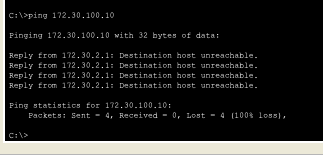 C:\>ping 172.30.100.10
Pinging 172.30.100.10 with 32 bytes of data:
Reply from 172.30.2.1: Destination host unreachable.
Reply from 172.30.2.1: Destination host unreachable.
Reply from 172.30.2.1: Destination host unreachable.
Reply from 172.30.2.1: Destination host unreachable.
Ping statistics for 172.30.100.10:
Packets: Sent = 4, Received = 0, Lost = 4 (100% loss),
C:\>